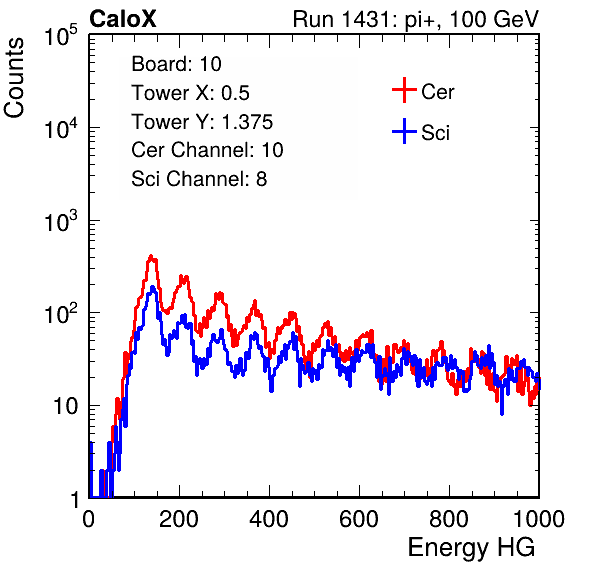 CaloX Run 1431: pi+, 100 GeV
Counts
Board: 10
Tower X: 0.5
Tower Y: 1.375
Cer Channel: 10
Sci Channel: 8
Cer
Sci
10^5
10^4
10^3
10^2
10
1
0 200 400 600 800 1000
Energy HG